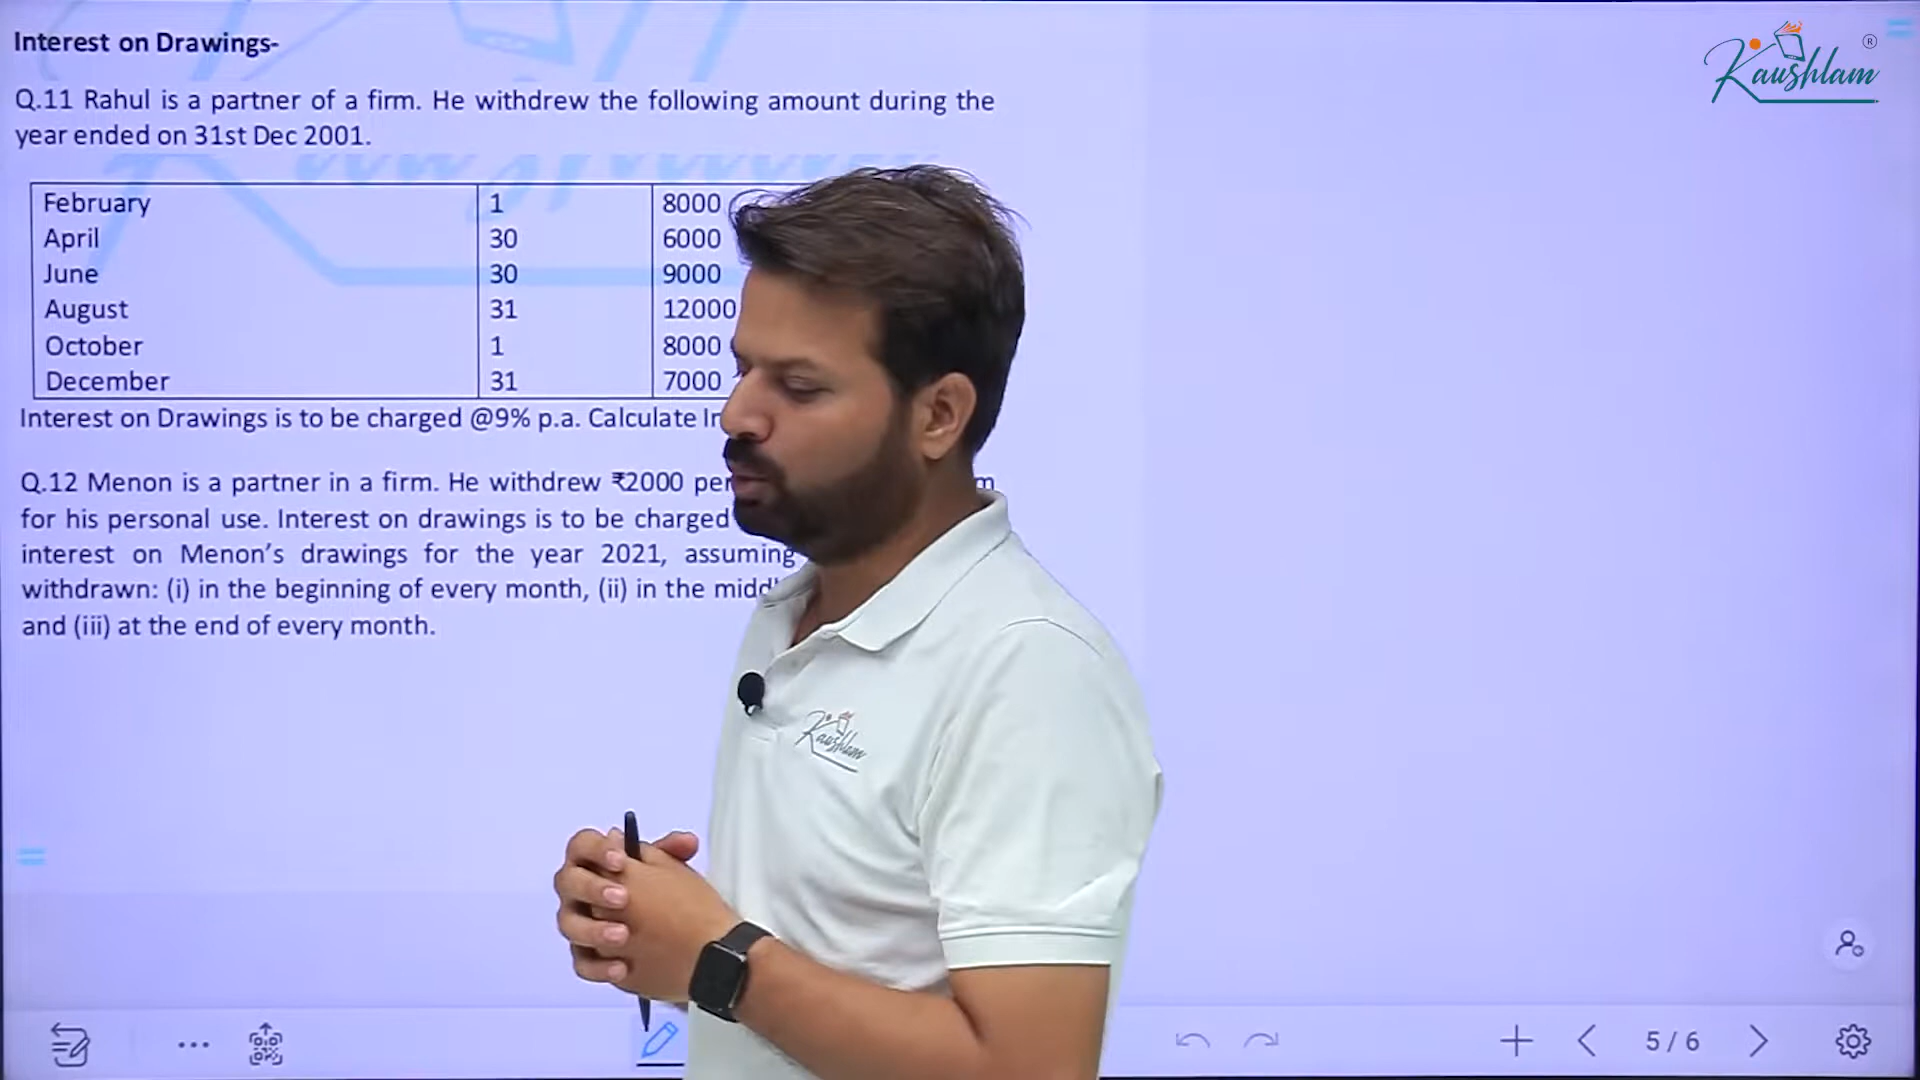 Interest on Drawings-
Kaushlam ®
Q.11 Rahul is a partner of a firm. He withdrew the following amount during the
year ended on 31st Dec 2001.
February 1 8000
April 30 6000
June 30 9000
August 31 12000
October 1 8000
December 31 7000
Interest on Drawings is to be charged @9% p.a. Calculate
Q.12 Menon is a partner in a firm. He withdrew ₹2000
for his personal use. Interest on drawings is to be charged
interest on Menon’s drawings for the year 2021, assuming
withdrawn: (i) in the beginning of every month, (ii) in the
and (iii) at the end of every month.
Kaushlam
5 / 6